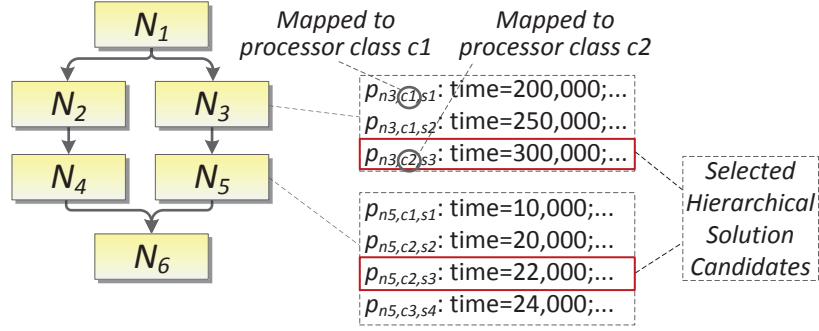 N1
Mapped to
processor class c1
Mapped to
processor class c2
N2
N3
N4
N5
N6
pn3,c1,s1: time=200,000;...
pn3,c1,s2: time=250,000;...
pn3,c2,s3: time=300,000;...
pn5,c1,s1: time=10,000;...
pn5,c2,s2: time=20,000;...
pn5,c2,s3: time=22,000;...
pn5,c3,s4: time=24,000;...
Selected
Hierarchical
Solution
Candidates